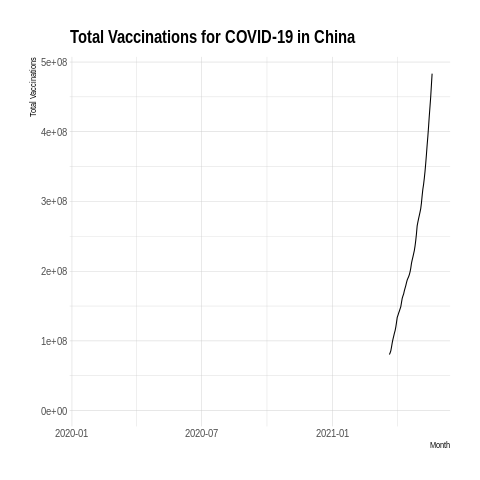 Total Vaccinations for COVID-19 in China
Total Vaccinations
5e+08
4e+08
3e+08
2e+08
1e+08
0e+00
2020-01 2020-07 2021-01
Month